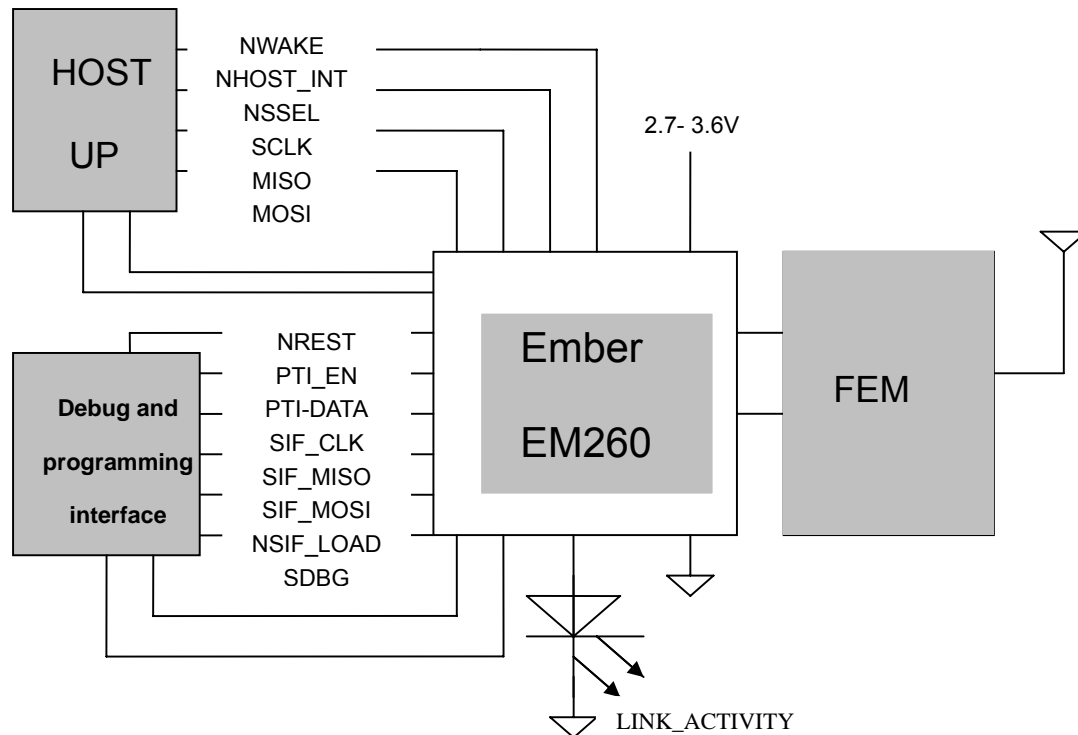 HOST
UP
NWAKE
NHOST_INT
NSSEL
SCLK
MISO
MOSI
2.7- 3.6V
Debug and
programming
interface
NREST
PTI_EN
PTI-DATA
SIF_CLK
SIF_MISO
SIF_MOSI
NSIF_LOAD
SDBG
Ember
EM260
FEM
LINK_ACTIVITY